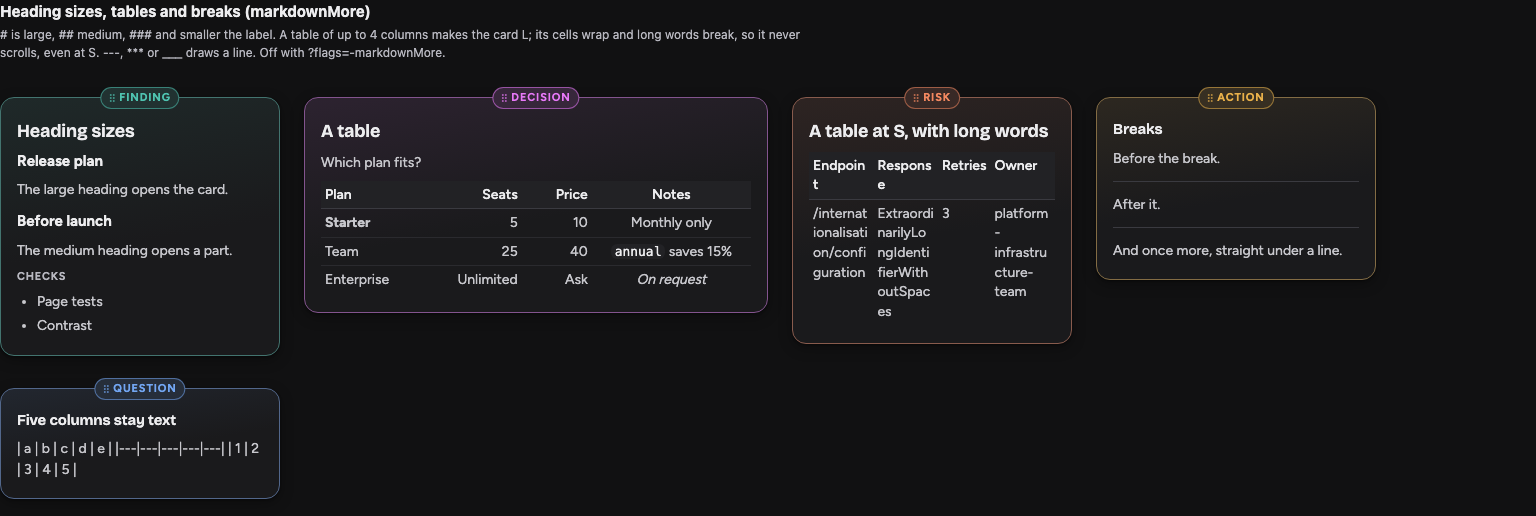 Heading sizes, tables and breaks (markdownMore)
# is large, ## medium, ### and smaller the label. A table of up to 4 columns makes the card L; its cells wrap and long words break, so it never
scrolls, even at S. ---, *** or ___ draws a line. Off with ?flags=-markdownMore.
FINDING
Heading sizes
Release plan
The large heading opens the card.
Before launch
The medium heading opens a part.
CHECKS
• Page tests
• Contrast
DECISION
A table
Which plan fits?
Plan Seats Price Notes
Starter 5 10 Monthly only
Team 25 40 annual saves 15%
Enterprise Unlimited Ask On request
RISK
A table at S, with long words
Endpoin Respons Retries Owner
t e
/internat Extraordi 3 platform
ionalisati narilyLo -
on/confi ngIdenti infrastru
guration fierWith cture-
outSpac team
es
ACTION
Breaks
Before the break.
After it.
And once more, straight under a line.
QUESTION
Five columns stay text
| a | b | c | d | e | |---|---|---|---|---| | 1 | 2
| 3 | 4 | 5 |